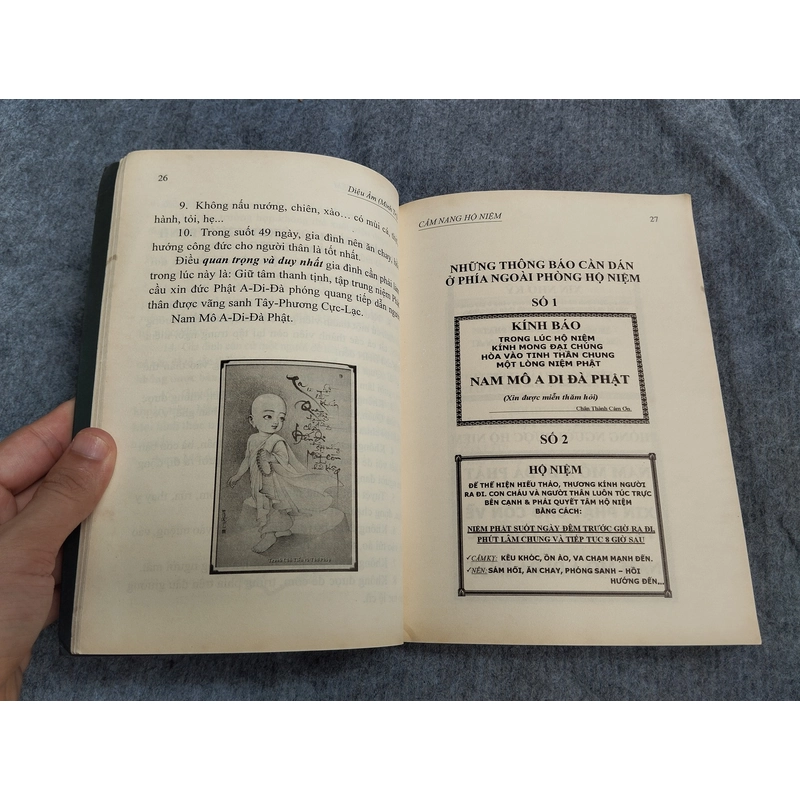 26
Diệu Âm (Minh
9. Không nấu nướng, chiên, xào… có mùi cá, thịt,
hành, tỏi, hẹ...
10. Trong suốt 49 ngày, gia đình nên ăn chay,
hướng công đức cho người thân là tốt nhất.
Điều quan trọng và duy nhất gia đình cần phải làm
trong lúc này là: Giữ tâm thanh tịnh, tập trung niệm Phật
cầu xin đức Phật A-Di-Đà phóng quang tiếp dẫn người
thân được vãng sanh Tây-Phương Cực-Lạc.
Nam Mô A-Di-Đà Phật.
CẨM NANG HỘ NIỆM
27
NHỮNG THÔNG BÁO CẦN DÁN
Ở PHÍA NGOÀI PHÒNG HỘ NIỆM
SỐ 1
KÍNH BÁO
TRONG LÚC HỘ NIỆM
KÍNH MONG ĐẠI CHÚNG
HÒA VÀO TINH THẦN CHUNG
MỘT LÒNG NIỆM PHẬT
NAM MÔ A DI ĐÀ PHẬT
(Xin được miễn thăm hỏi)
Chân Thành Cảm Ơn
SỐ 2
HỘ NIỆM
ĐỂ THỂ HIỆN HIẾU THẢO, THƯƠNG KÍNH NGƯỜI
RA ĐI. CON CHÁU VÀ NGƯỜI THÂN LUÔN TÚC TRỰC
BÊN CẠNH & PHẢI QUYẾT TÂM HỘ NIỆM
BẰNG CÁCH:
NIỆM PHẬT SUỐT NGÀY ĐÊM TRƯỚC GIỜ RA ĐI,
PHÚT LÂM CHUNG VÀ TIẾP TỤC 8 GIỜ SAU
✓CẤM KỴ: KÊU KHÓC, ỒN ÀO, VA CHẠM MẠNH ĐẾN.
✓NÊN: SÁM HỐI, ĂN CHAY, PHÓNG SANH – HỒI
HƯỚNG ĐẾN...